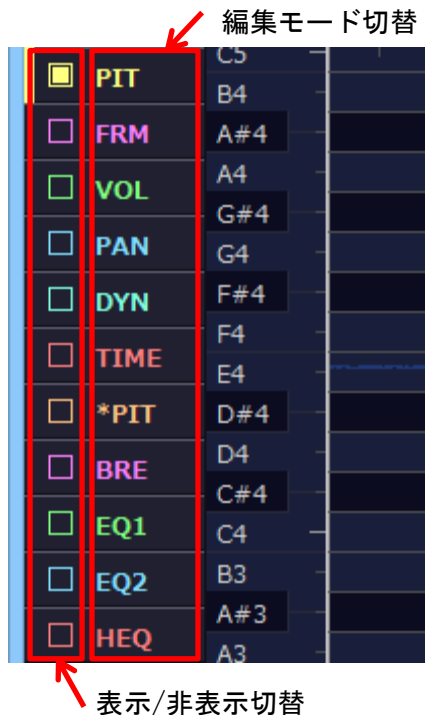 編集モード切替
PIT
FRM
VOL
PAN
DYN
TIME
*PIT
BRE
EQ1
EQ2
HEQ
C5
B4
A#4
A4
G#4
G4
F#4
F4
E4
D#4
D4
C#4
C4
B3
A#3
A3
表示/非表示切替